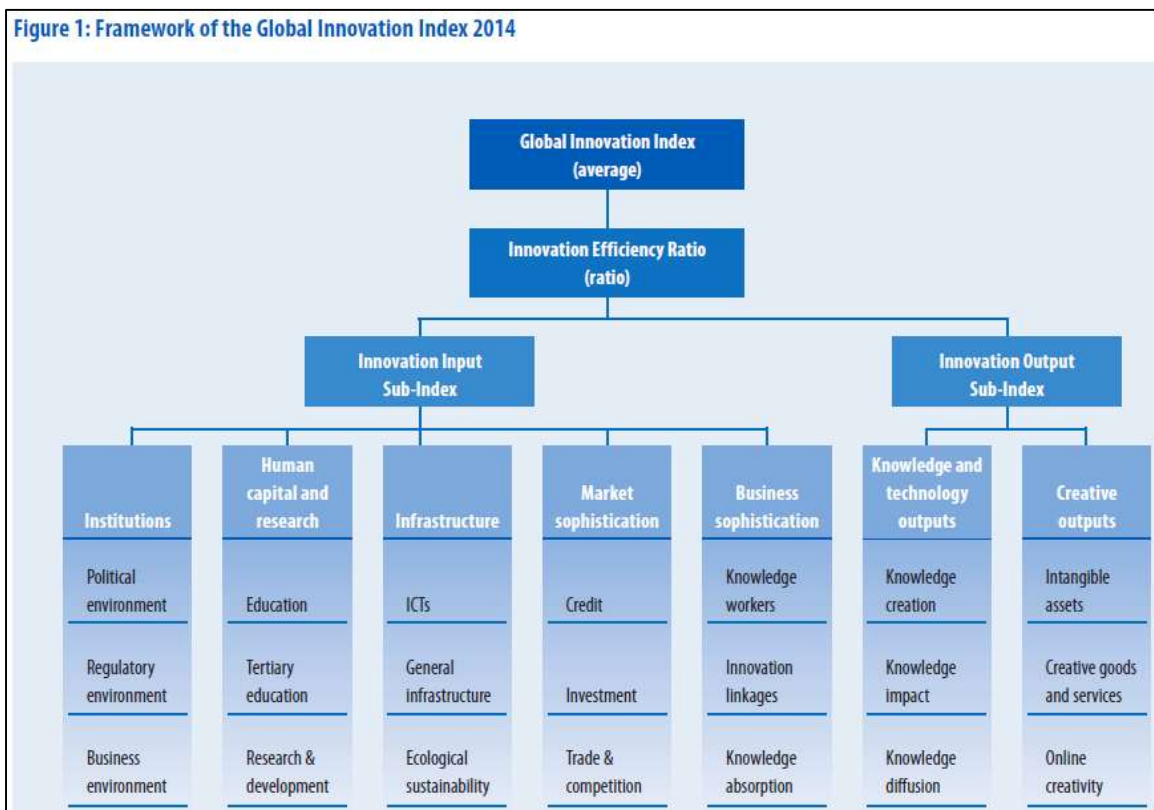 Figure 1: Framework of the Global Innovation Index 2014
Global Innovation Index
(average)
Innovation Efficiency Ratio
(ratio)
Innovation Input
Sub-Index
Innovation Output
Sub-Index
Institutions
Human
capital and
research
Infrastructure
Market
sophistication
Business
sophistication
Knowledge and
technology
outputs
Creative
outputs
Political
environment
Education
ICTs
Credit
Knowledge
workers
Knowledge
creation
Intangible
assets
Regulatory
environment
Tertiary
education
General
infrastructure
Investment
Innovation
linkages
Knowledge
impact
Creative goods
and services
Business
environment
Research &
development
Ecological
sustainability
Trade &
competition
Knowledge
absorption
Knowledge
diffusion
Online
creativity